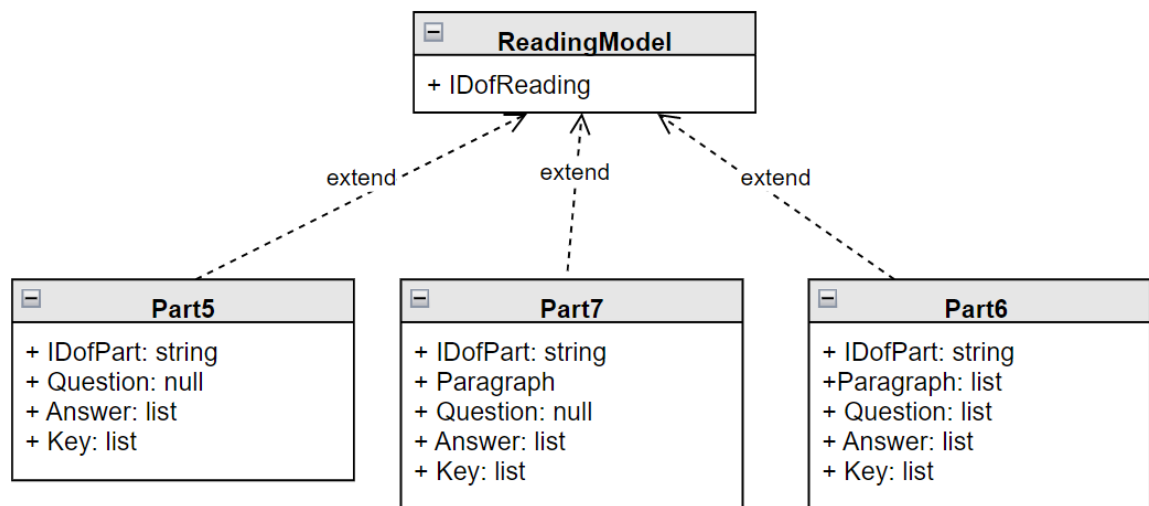 ReadingModel
+ IDofReading
extend
extend
extend
Part5
+ IDofPart: string
+ Question: null
+ Answer: list
+ Key: list
Part7
+ IDofPart: string
+ Paragraph
+ Question: null
+ Answer: list
+ Key: list
Part6
+ IDofPart: string
+Paragraph: list
+ Question: list
+ Answer: list
+ Key: list